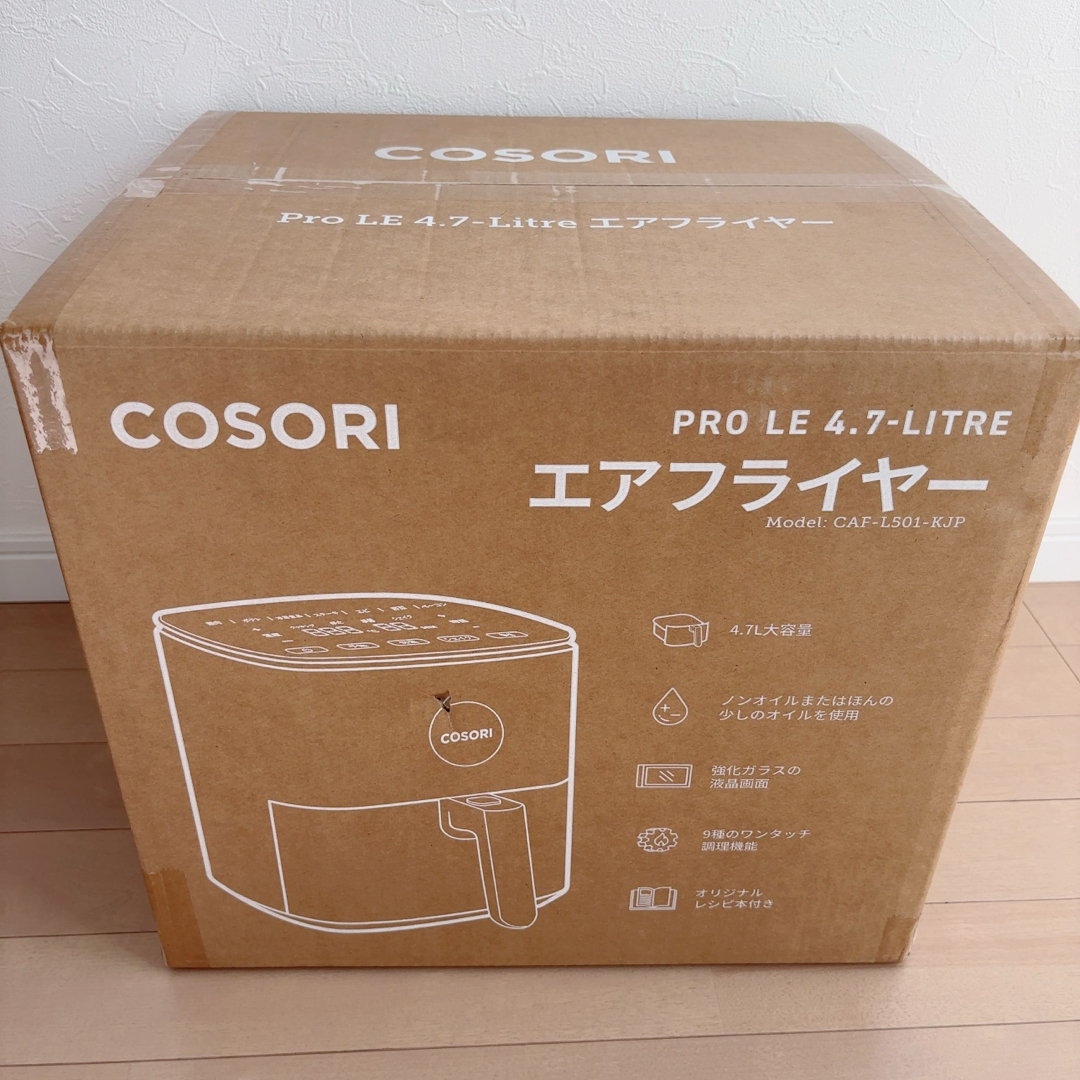 COSORI
Pro LE 4.7-Litre エアフライヤー
COSORI
PRO LE 4.7-LITRE
エアフライヤー
Model: CAF-L501-KJP
4.7L大容量
COSORI
ノンオイルまたはほんの
少しのオイルを使用
強化ガラスの
液晶画面
9種のワンタッチ
調理機能
オリジナル
レシピ本付き